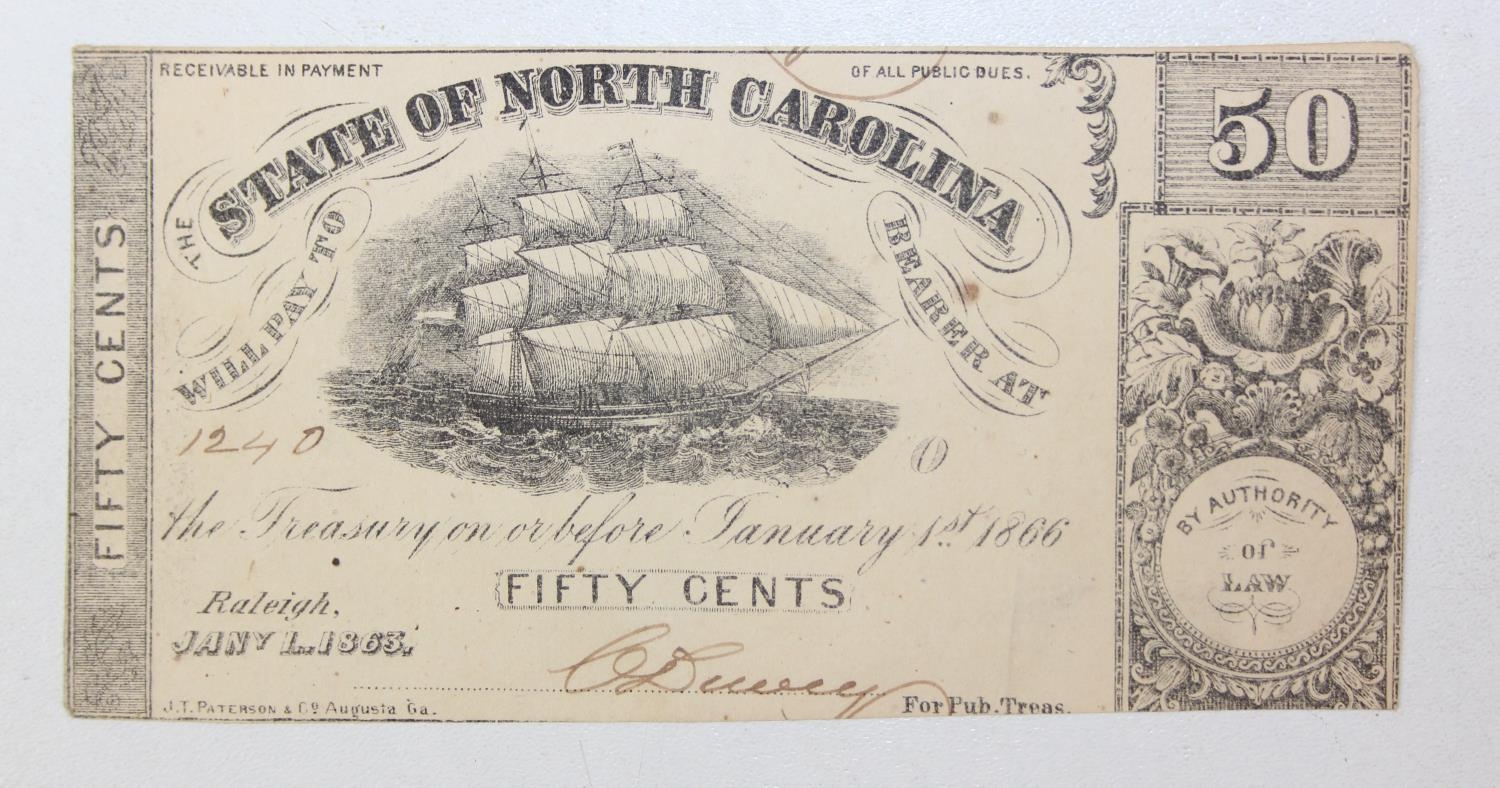 RECEIVABLE IN PAYMENT OF ALL PUBLIC DUES.
50
THE STATE OF NORTH CAROLINA
WILL PAY TO BEARER AT
1240
0
the Treasury on or before January 1st 1866
FIFTY CENTS
Raleigh,
JANY 1., 1863.
For Pub. Treas.
J.T. PATERSON & Co Augusta Ga.
FIFTY CENTS
BY AUTHORITY
of
LAW